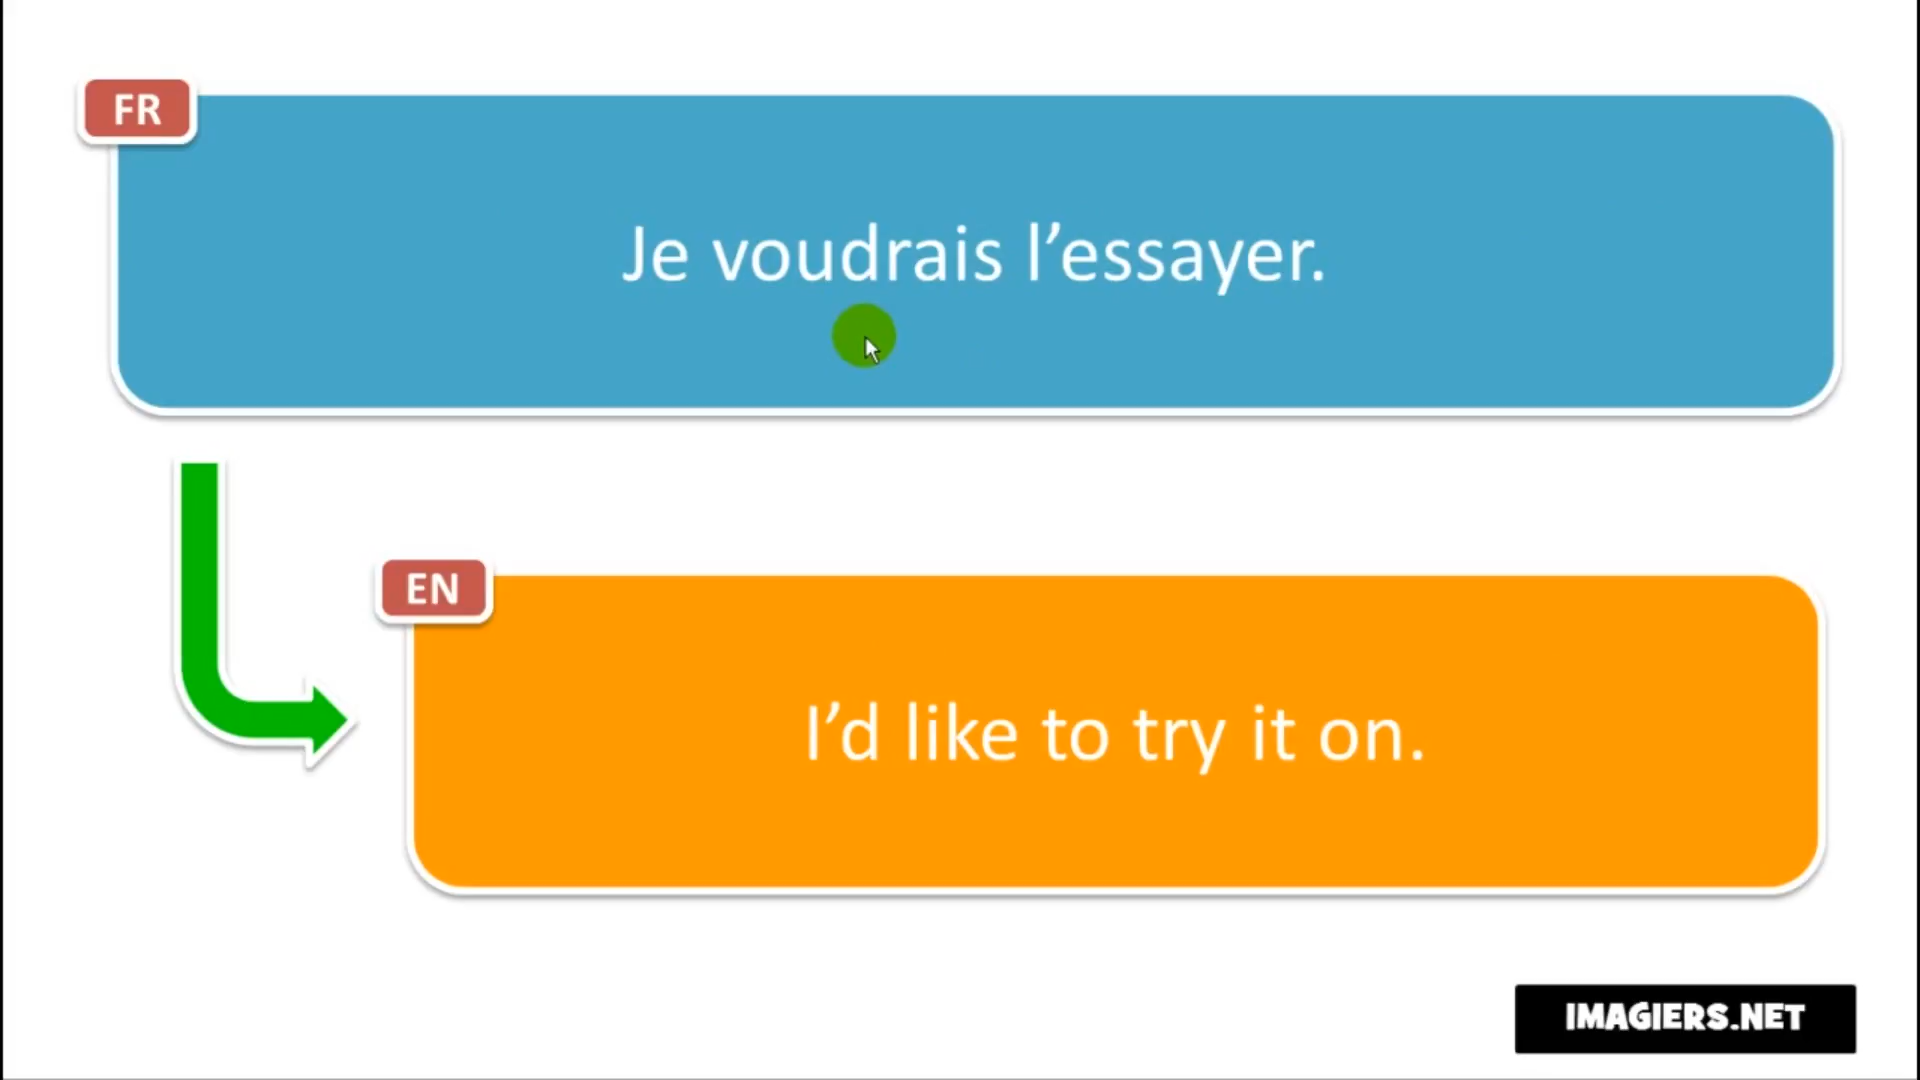 FR
Je voudrais l’essayer.
EN
I’d like to try it on.
IMAGIERS.NET